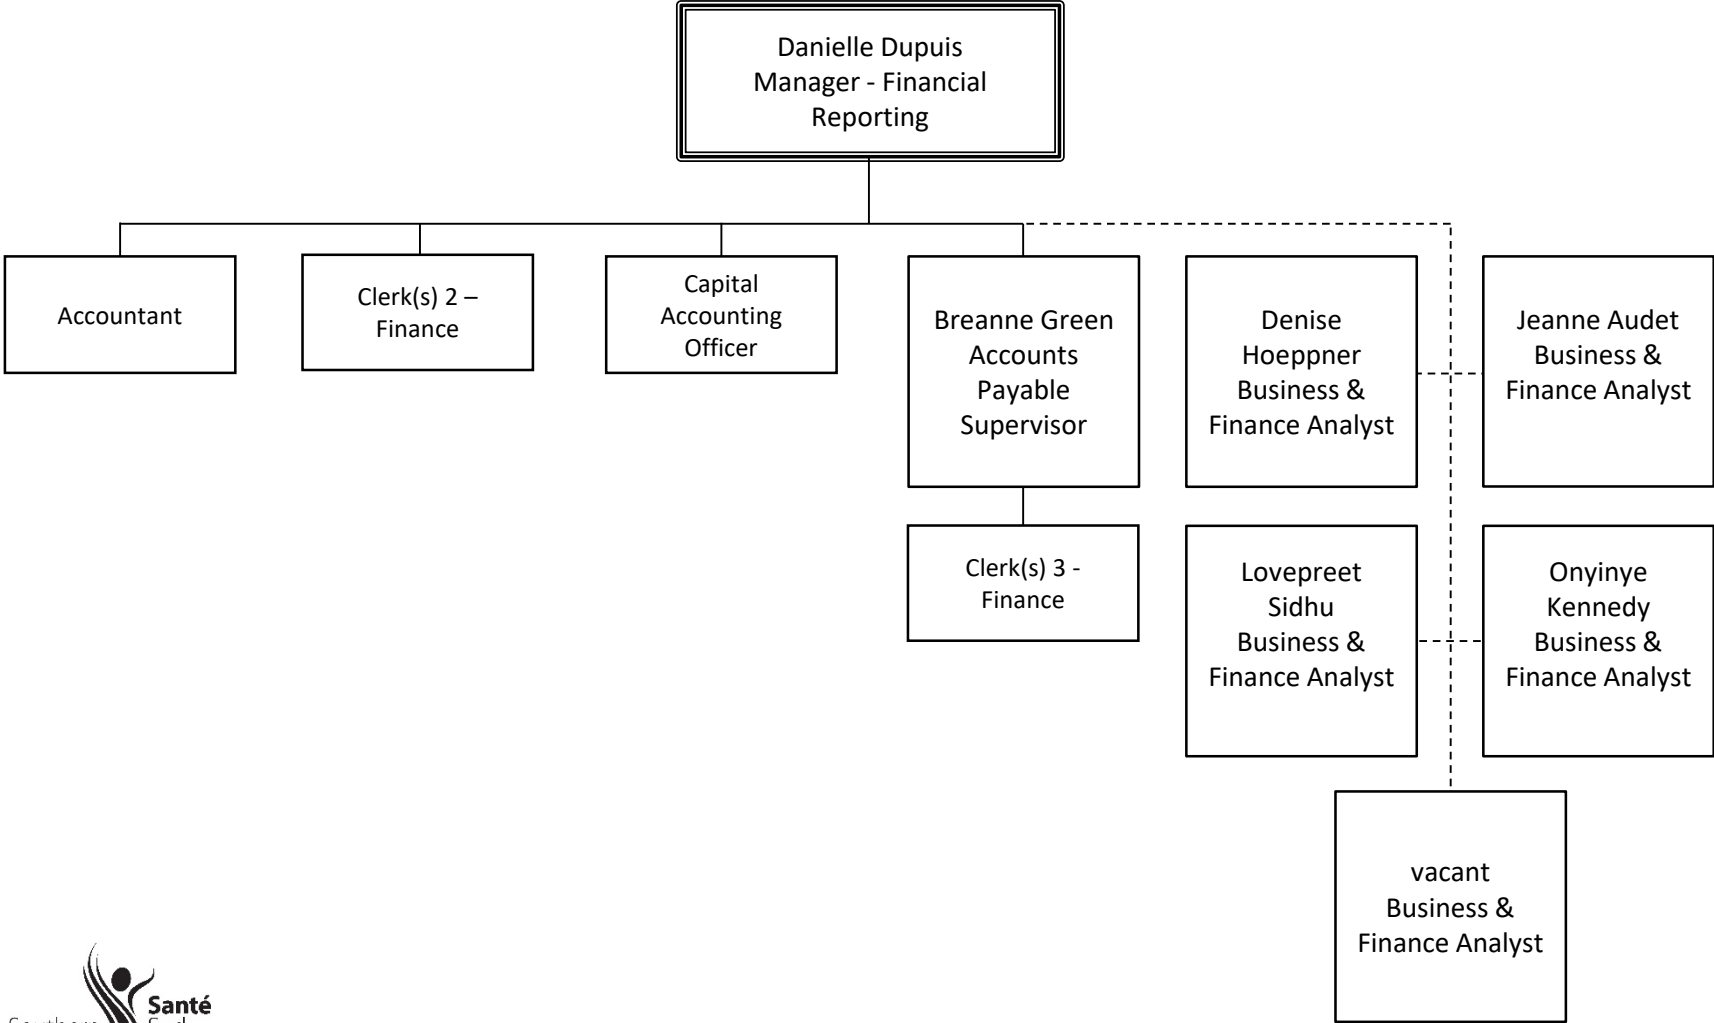 Danielle Dupuis
Manager - Financial
Reporting
Accountant
Clerk(s) 2 –
Finance
Capital
Accounting
Officer
Breanne Green
Accounts
Payable
Supervisor
Denise
Hoeppner
Business &
Finance Analyst
Jeanne Audet
Business &
Finance Analyst
Clerk(s) 3 -
Finance
Lovepreet
Sidhu
Business &
Finance Analyst
Onyinye
Kennedy
Business &
Finance Analyst
vacant
Business &
Finance Analyst
Santé